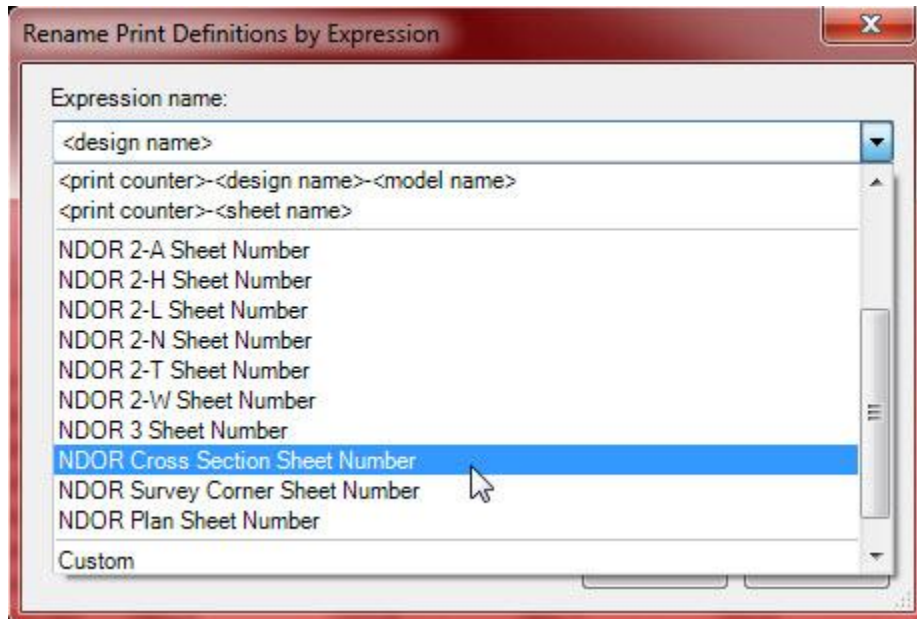 Rename Print Definitions by Expression
Expression name:
<design name>
<print counter>-<design name>-<model name>
<print counter>-<sheet name>
NDOR 2-A Sheet Number
NDOR 2-H Sheet Number
NDOR 2-L Sheet Number
NDOR 2-N Sheet Number
NDOR 2-T Sheet Number
NDOR 2-W Sheet Number
NDOR 3 Sheet Number
NDOR Cross Section Sheet Number
NDOR Survey Corner Sheet Number
NDOR Plan Sheet Number
Custom